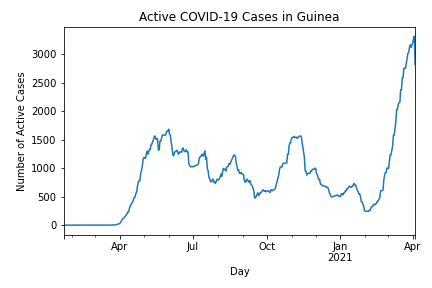 Active COVID-19 Cases in Guinea
Number of Active Cases
3000
2500
2000
1500
1000
500
0
Apr Jul Oct Jan Apr
2021
Day